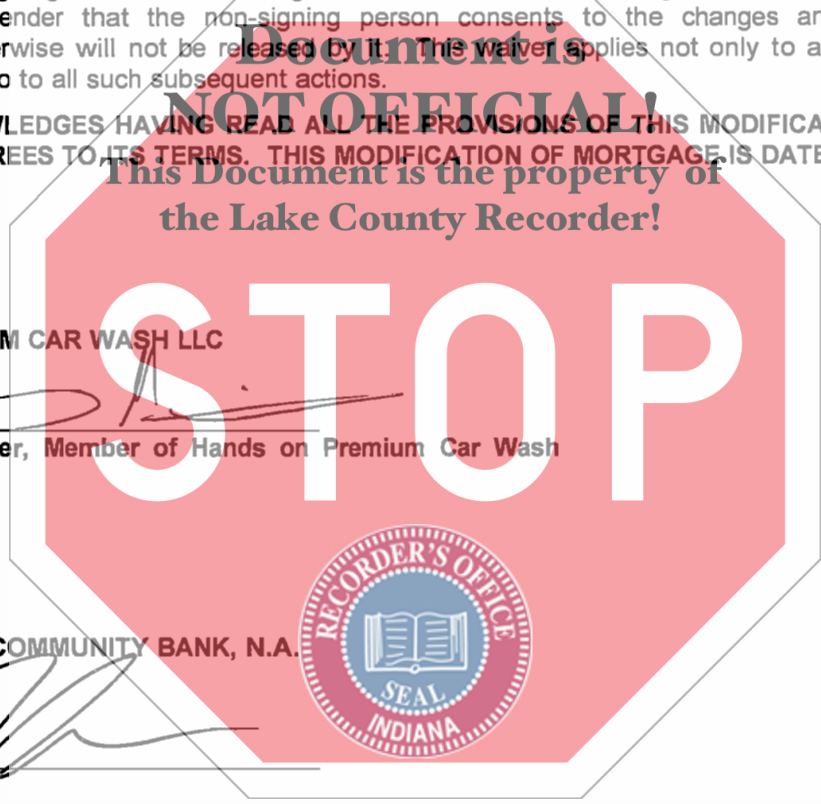 ender that the non-signing person consents to the changes an
rwise will not be released by it. This waiver applies not only to a
o to all such subsequent actions.
Document is
NOT OFFICIAL!
This Document is the property of
the Lake County Recorder!
VLEDGES HAVING READ ALL THE PROVISIONS OF THIS MODIFICA
REES TO ITS TERMS. THIS MODIFICATION OF MORTGAGE IS DATE
STOP
M CAR WASH LLC
er, Member of Hands on Premium Car Wash
COMMUNITY BANK, N.A.
RECORDER'S OFFICE
SEAL
INDIANA